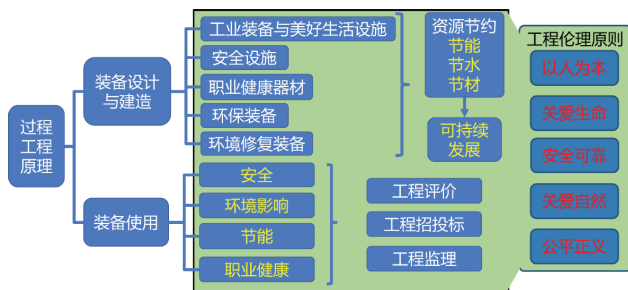 过程
工程
原理
装备设计
与建造
工业装备与美好生活设施
安全设施
职业健康器材
环保装备
环境修复装备
资源节约
节能
节水
节材
可持续
发展
装备使用
安全
环境影响
节能
职业健康
工程评价
工程招投标
工程监理
工程伦理原则
以人为本
关爱生命
安全可靠
关爱自然
公平正义